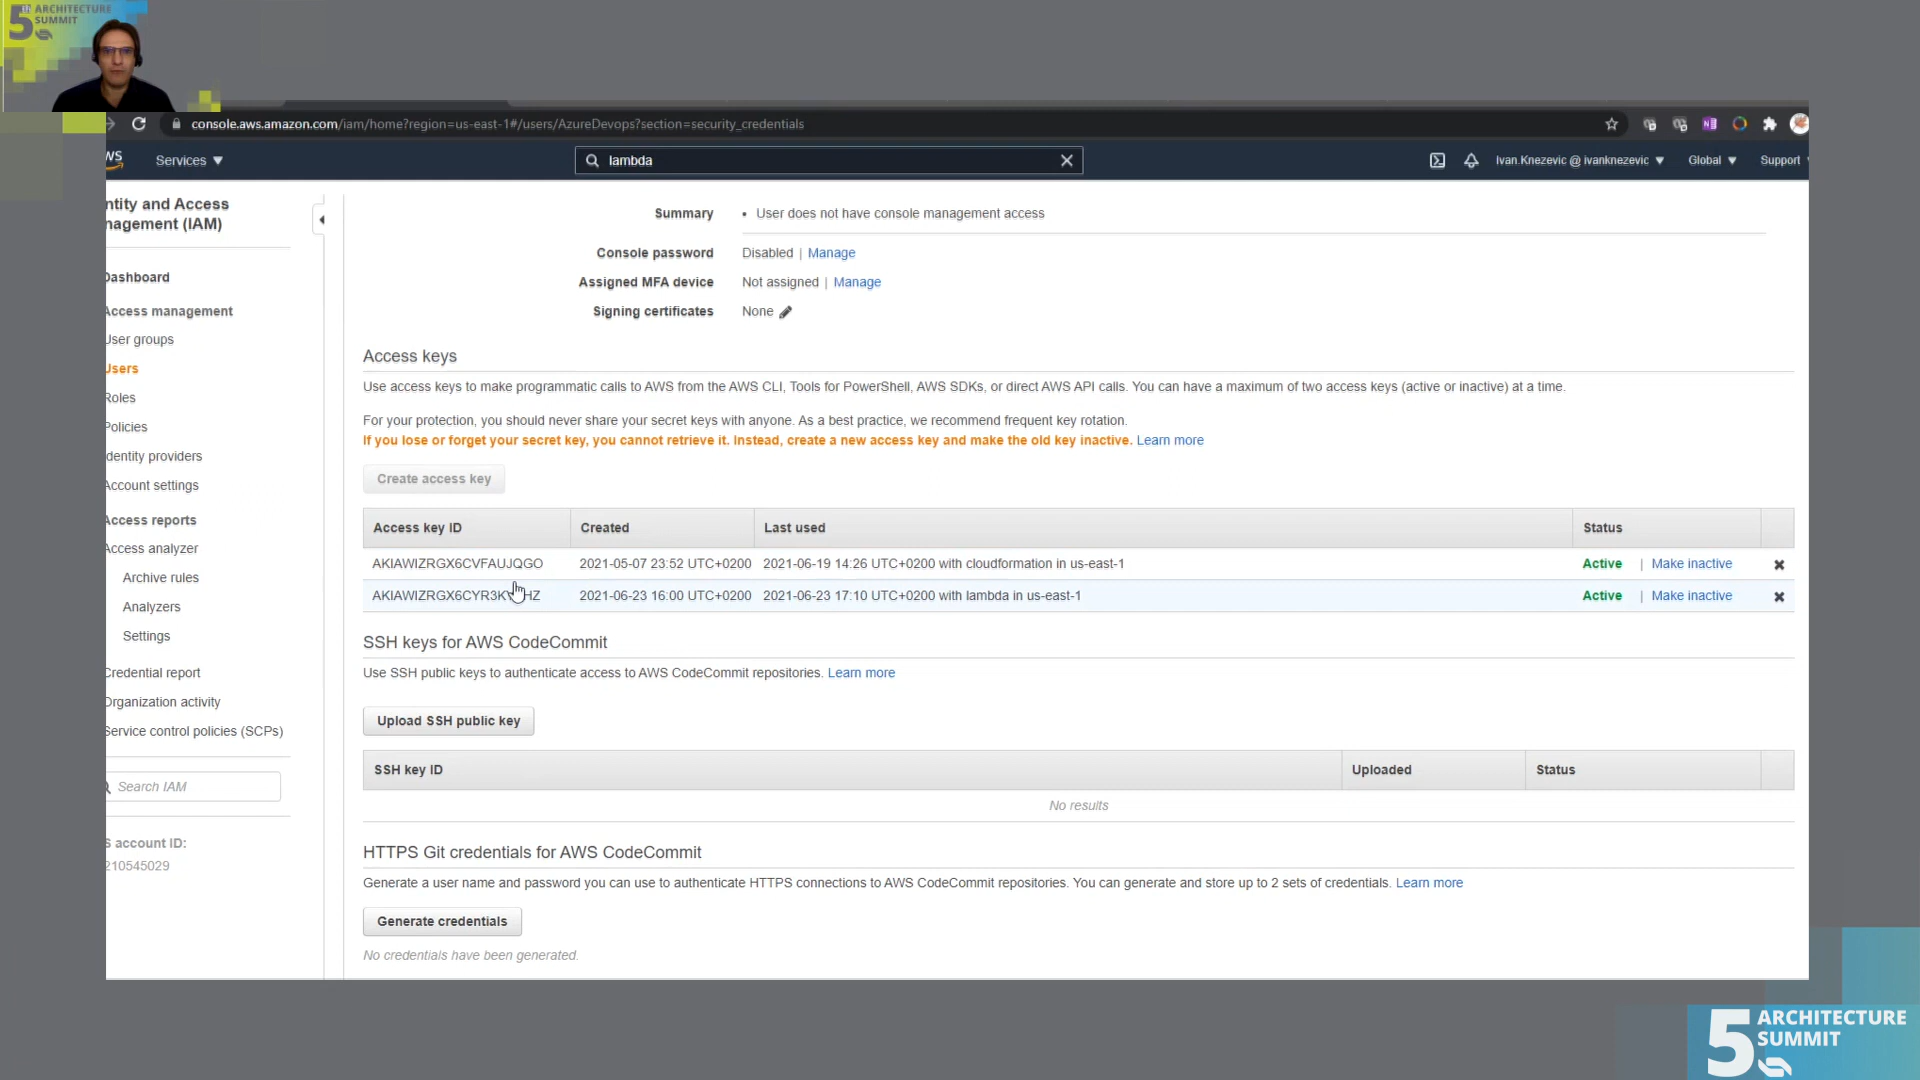 5 TH ARCHITECTURE
SUMMIT
console.aws.amazon.com/iam/home?region=us-east-1#/users/AzureDevops?section=security_credentials
WS
Services
lambda
Ivan.Knezevic @ ivanknezevic
Global
Support
ntity and Access
nagement (IAM)
Dashboard
Access management
User groups
Users
Roles
Policies
Identity providers
Account settings
Access reports
Access analyzer
Archive rules
Analyzers
Settings
Credential report
Organization activity
Service control policies (SCPs)
Search IAM
S account ID:
210545029
Summary
• User does not have console management access
Console password
Disabled | Manage
Assigned MFA device
Not assigned | Manage
Signing certificates
None
Access keys
Use access keys to make programmatic calls to AWS from the AWS CLI, Tools for PowerShell, AWS SDKs, or direct AWS API calls. You can have a maximum of two access keys (active or inactive) at a time.
For your protection, you should never share your secret keys with anyone. As a best practice, we recommend frequent key rotation.
If you lose or forget your secret key, you cannot retrieve it. Instead, create a new access key and make the old key inactive. Learn more
Create access key
Access key ID Created Last used Status
AKIAWIZRGX6CVFAUJQGO 2021-05-07 23:52 UTC+0200 2021-06-19 14:26 UTC+0200 with cloudformation in us-east-1 Active | Make inactive
2021-06-23 16:00 UTC+0200 2021-06-23 17:10 UTC+0200 with lambda in us-east-1 Active | Make inactive
SSH keys for AWS CodeCommit
Use SSH public keys to authenticate access to AWS CodeCommit repositories. Learn more
Upload SSH public key
SSH key ID Uploaded Status
No results
HTTPS Git credentials for AWS CodeCommit
Generate a user name and password you can use to authenticate HTTPS connections to AWS CodeCommit repositories. You can generate and store up to 2 sets of credentials. Learn more
Generate credentials
No credentials have been generated.
5 ARCHITECTURE
SUMMIT